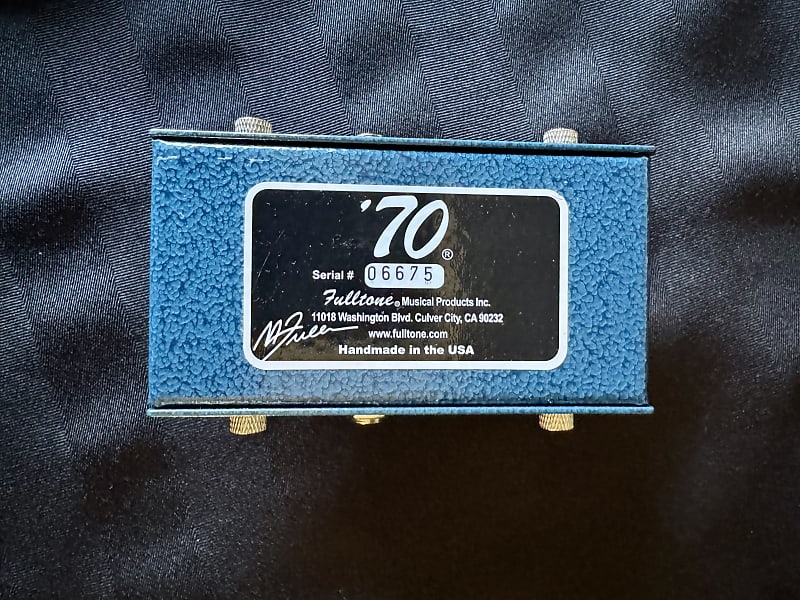 '70®
Serial # 06675
Fulltone® Musical Products Inc.
11018 Washington Blvd. Culver City, CA 90232
www.fulltone.com
M Fuller
Handmade in the USA